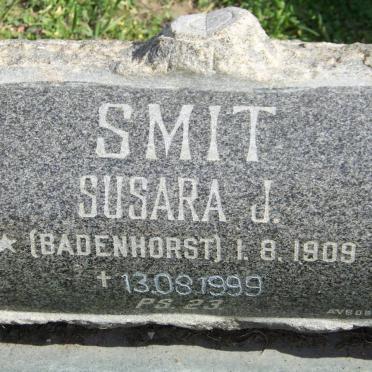 SMIT
SUSARA J.
★ (BADENHORST) 1. 8. 1909
† 13.08.1999
PS. 23